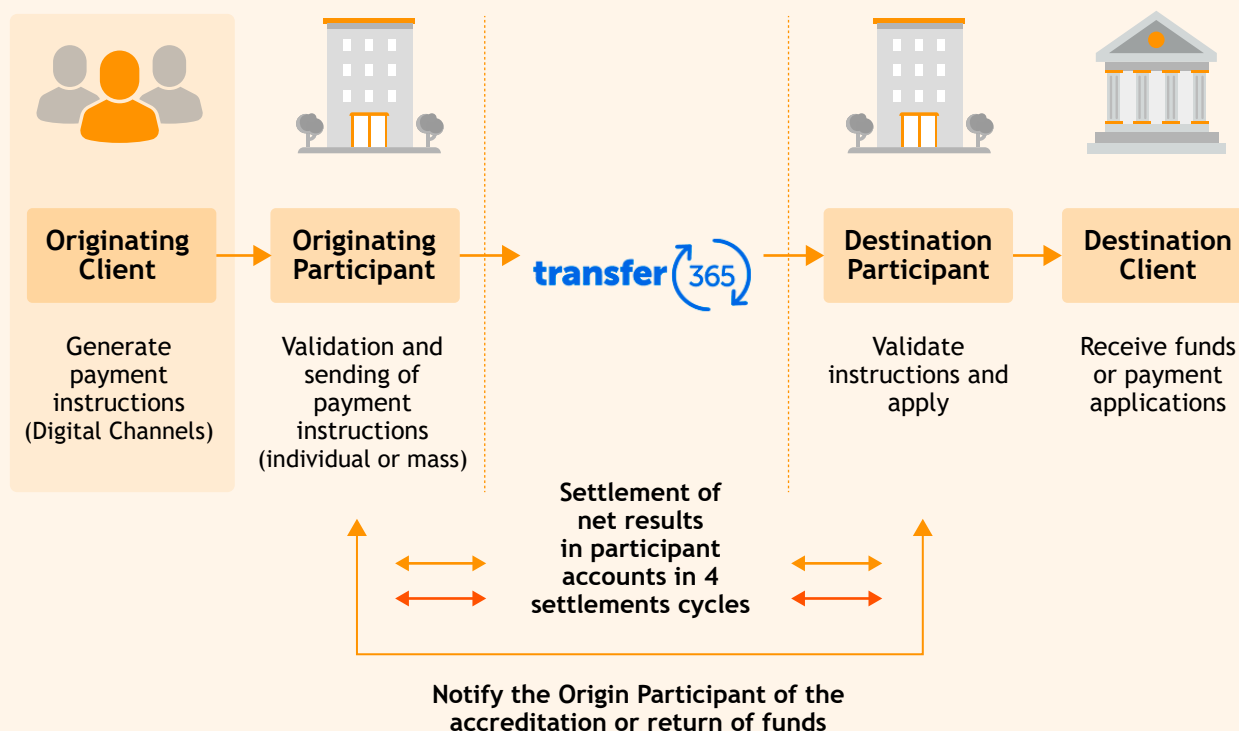 Originating
Client
Originating
Participant
transfer 365
Destination
Participant
Destination
Client
Generate
payment
instructions
(Digital Channels)
Validation and
sending of
payment
instructions
(individual or mass)
Validate
instructions and
apply
Receive funds
or payment
applications
Settlement of
net results
in participant
accounts in 4
settlements cycles
Notify the Origin Participant of the
accreditation or return of funds